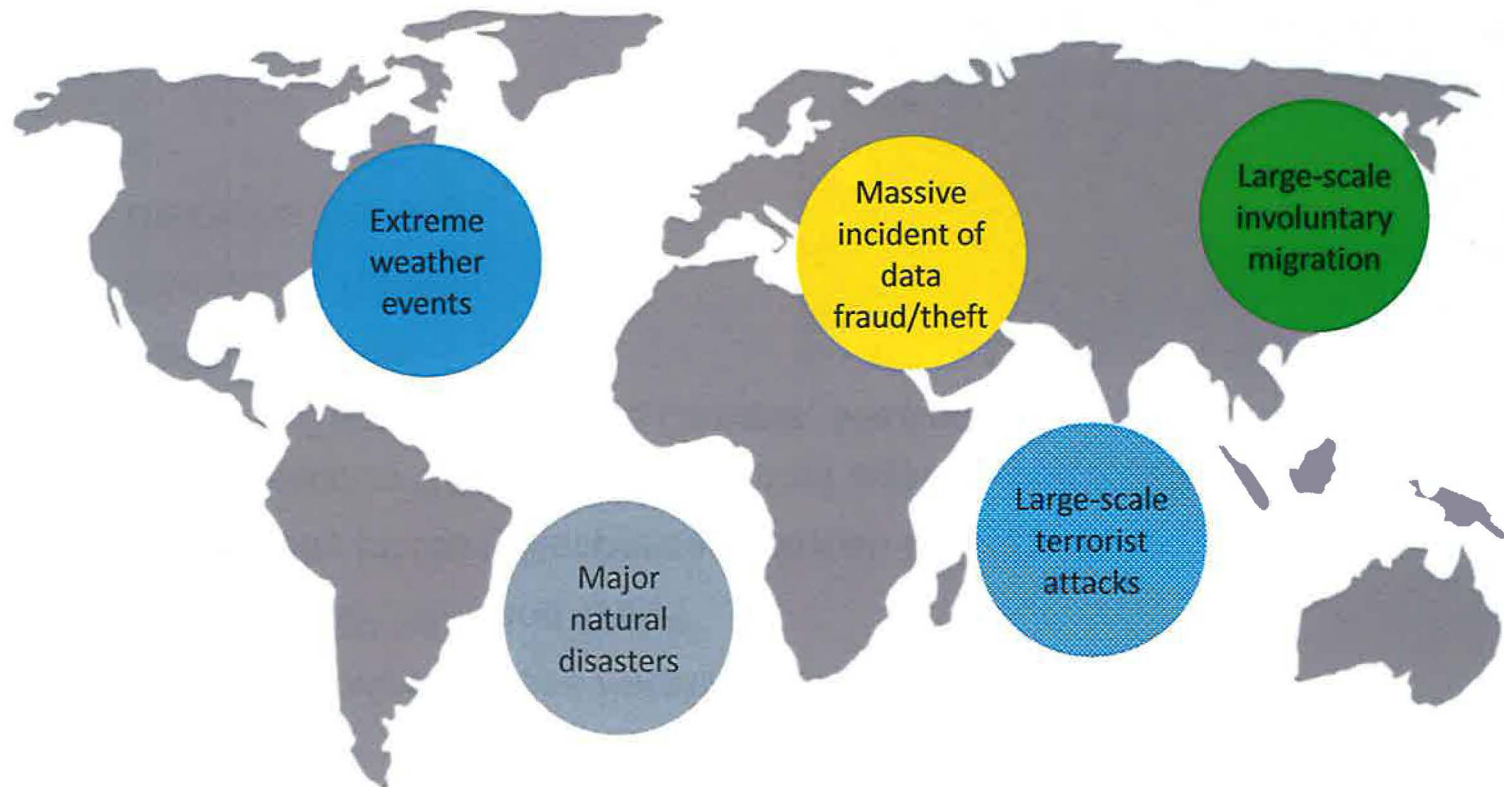 Extreme
weather
events
Massive
incident of
data
fraud/theft
Large-scale
involuntary
migration
Major
natural
disasters
Large-scale
terrorist
attacks